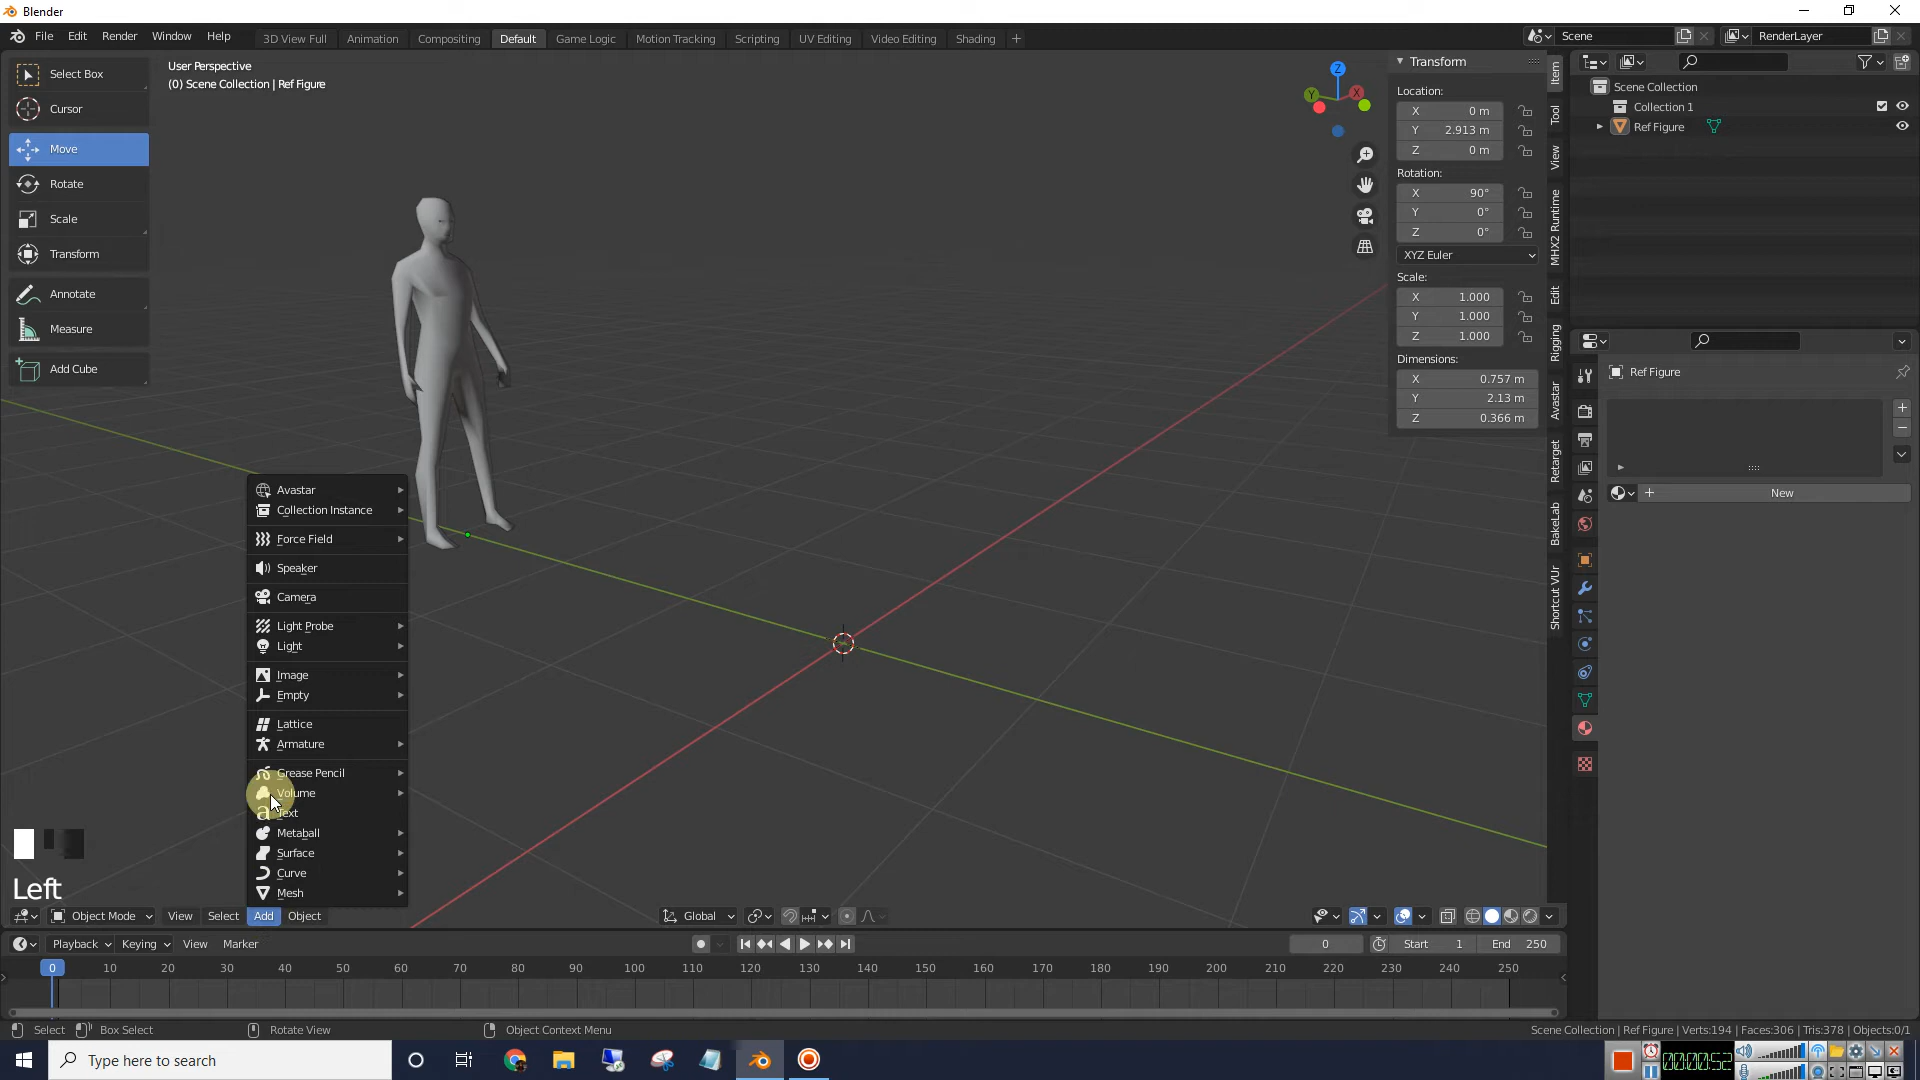 Blender
File Edit Render Window Help
3D View Full Animation Compositing Default Game Logic Motion Tracking Scripting UV Editing Video Editing Shading +
Scene
RenderLayer
Select Box
Cursor
Move
Rotate
Scale
Transform
Annotate
Measure
Add Cube
User Perspective
(0) Scene Collection | Ref Figure
Z
Y
X
Transform
Location:
X 0 m
Y 2.913 m
Z 0 m
Rotation:
X 90°
Y 0°
Z 0°
XYZ Euler
Scale:
X 1.000
Y 1.000
Z 1.000
Dimensions:
X 0.757 m
Y 2.13 m
Z 0.366 m
Item
Tool
View
MHX2 Runtime
Edit
Rigging
Avastar
Retarget
BakeLab
Shortcut VUr
Scene Collection
Collection 1
Ref Figure
Ref Figure
New
Avastar
Collection Instance
Force Field
Speaker
Camera
Light Probe
Light
Image
Empty
Lattice
Armature
Grease Pencil
Volume
Text
Metaball
Surface
Curve
Mesh
Left
Object Mode View Select Add Object
Global
Playback Keying View Marker
0 Start 1 End 250
0 10 20 30 40 50 60 70 80 90 100 110 120 130 140 150 160 170 180 190 200 210 220 230 240 250
Select Box Select Rotate View Object Context Menu
Scene Collection | Ref Figure | Verts:194 | Faces:306 | Tris:378 | Objects:0/1
Type here to search
00:00:52